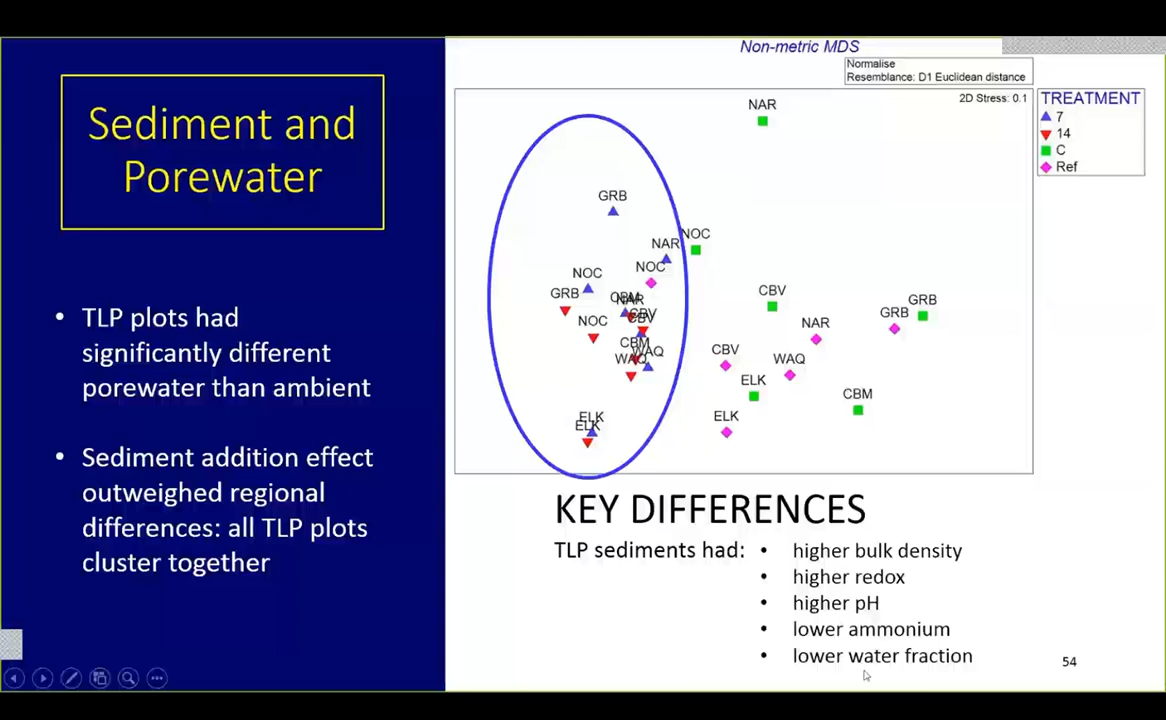 Sediment and
Porewater
• TLP plots had
significantly different
porewater than ambient
• Sediment addition effect
outweighed regional
differences: all TLP plots
cluster together
Non-metric MDS
Normalise
Resemblance: D1 Euclidean distance
2D Stress: 0.1
TREATMENT
7
14
C
Ref
NAR
GRB
NOC
NAR
NOC
NOC
GRB
CBM
NAR
CBV
CBV
NOC
CBM
WAQ
WAQ
ELK
ELK
CBV
GRB
GRB
NAR
CBV
WAQ
ELK
CBM
ELK
KEY DIFFERENCES
TLP sediments had:
• higher bulk density
• higher redox
• higher pH
• lower ammonium
• lower water fraction
54